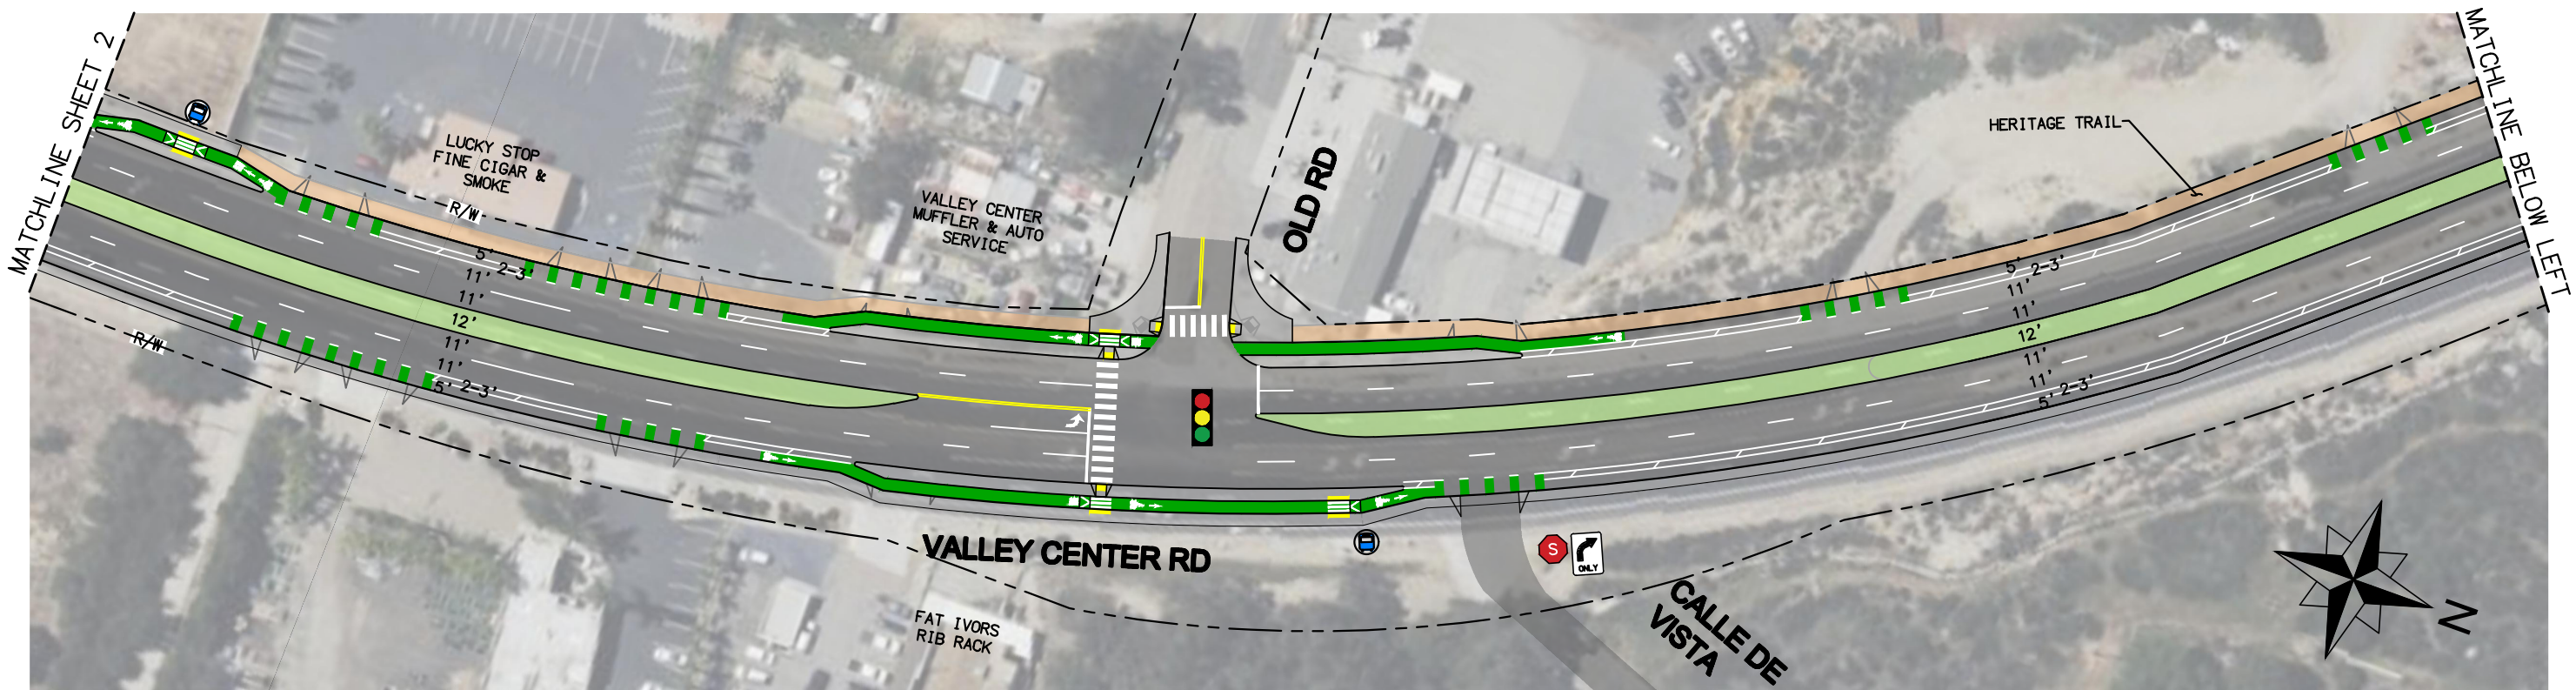 MATCHLINE SHEET 2
LUCKY STOP
FINE CIGAR &
SMOKE
R/W
VALLEY CENTER
MUFFLER & AUTO
SERVICE
OLD RD
HERITAGE TRAIL
MATCHLINE BELOW LEFT
R/W
5' 2-3'
11'
11'
12'
11'
11'
5' 2-3'
5' 2-3'
11'
11'
12'
11'
11'
5' 2-3'
VALLEY CENTER RD
S
ONLY
CALLE DE
VISTA
FAT IVORS
RIB RACK
N